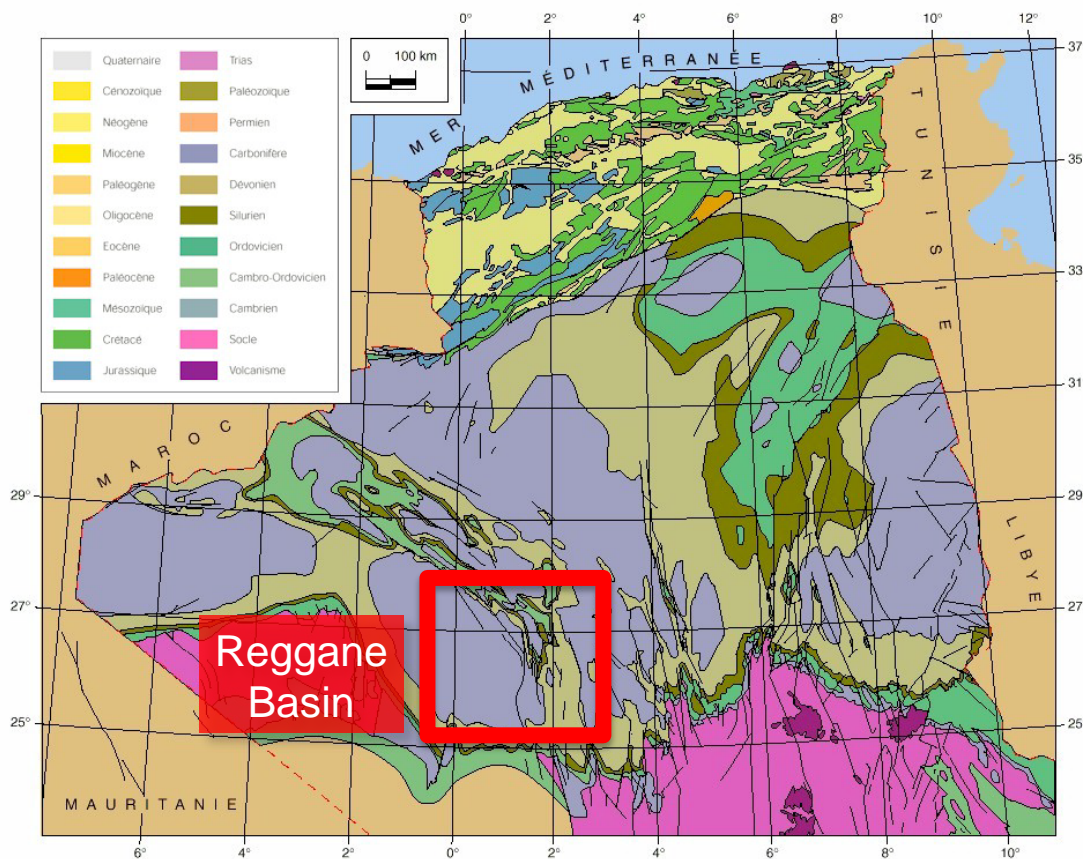 0° 2° 4° 6° 8° 10° 12°
0 100 km
37
35
33
31
29
27
25
MER MÉDITERRANÉE
TUNISIE
LIBYE
MAROC
MAURITANIE
Quaternaire
Cénozoïque
Néogène
Miocène
Paléogène
Oligocène
Eocène
Paléocène
Mésozoïque
Crétacé
Jurassique
Trias
Paléozoique
Permien
Carbonifère
Dévonien
Silurien
Ordovicien
Cambro-Ordovicien
Cambrien
Socle
Volcanisme
29°
27°
25°
Reggane
Basin
6° 4° 2° 0° 2° 4° 6° 8° 10°